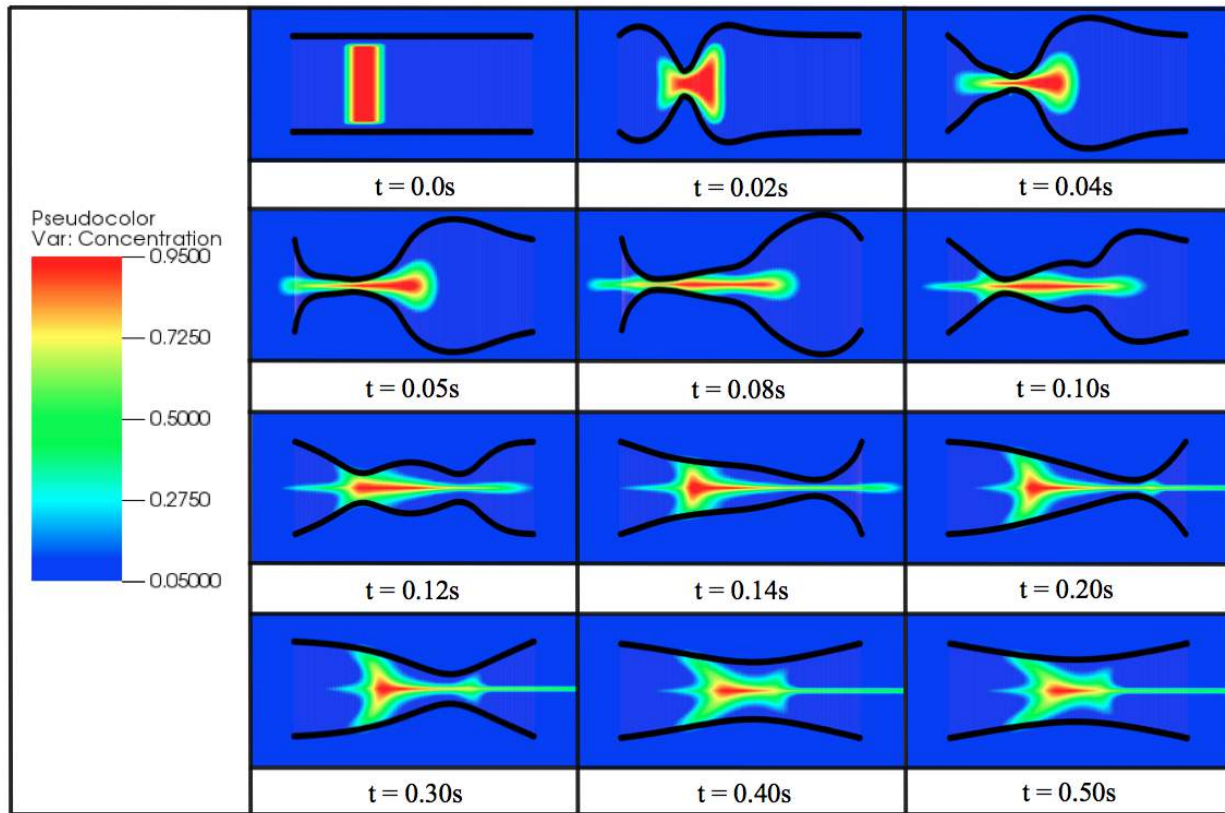 t = 0.0s
t = 0.02s
t = 0.04s
Pseudocolor
Var: Concentration
0.9500
0.7250
0.5000
0.2750
0.05000
t = 0.05s
t = 0.08s
t = 0.10s
t = 0.12s
t = 0.14s
t = 0.20s
t = 0.30s
t = 0.40s
t = 0.50s